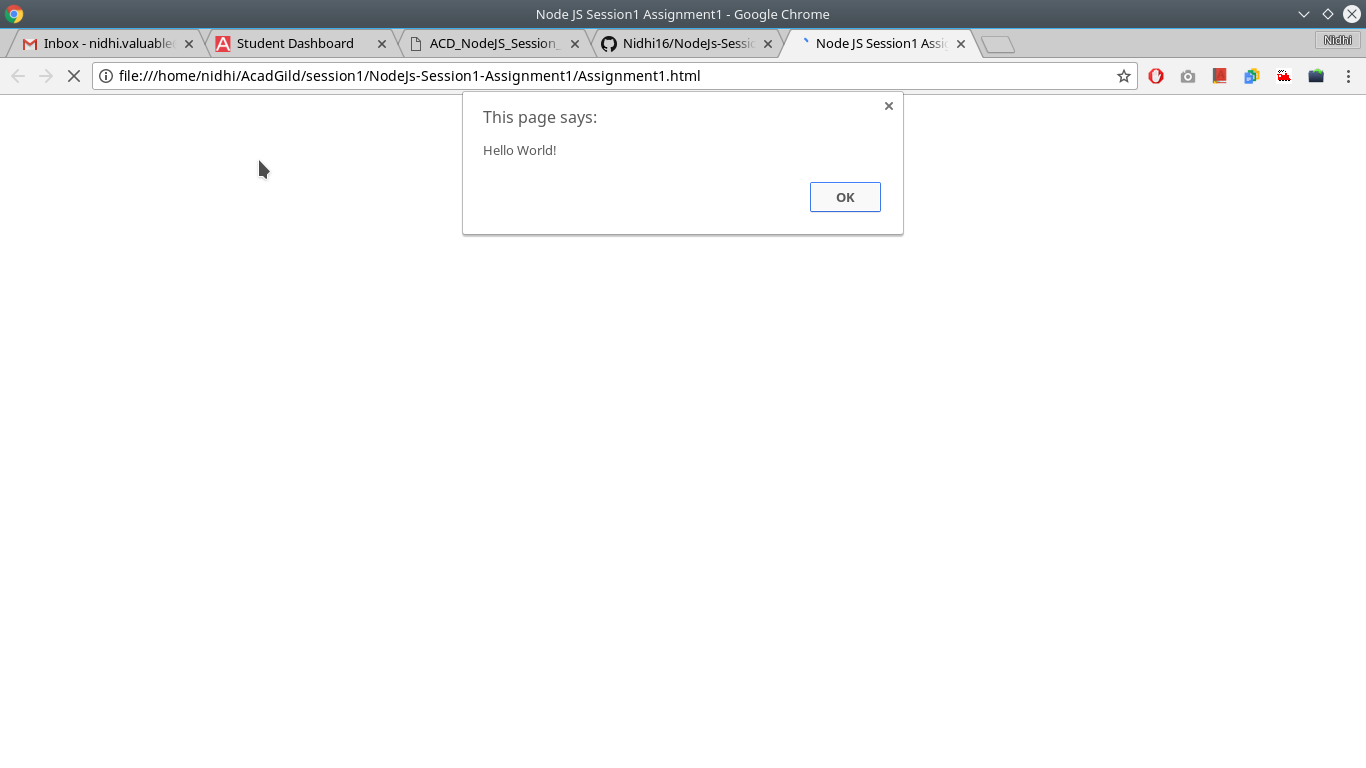 Node JS Session1 Assignment1 - Google Chrome
Inbox - nidhi.valuable
Student Dashboard
ACD_NodeJS_Session_
Nidhi16/NodeJs-Sessi
Node JS Session1 Assi
Nidhi
file:///home/nidhi/AcadGild/session1/NodeJs-Session1-Assignment1/Assignment1.html
This page says:
Hello World!
OK